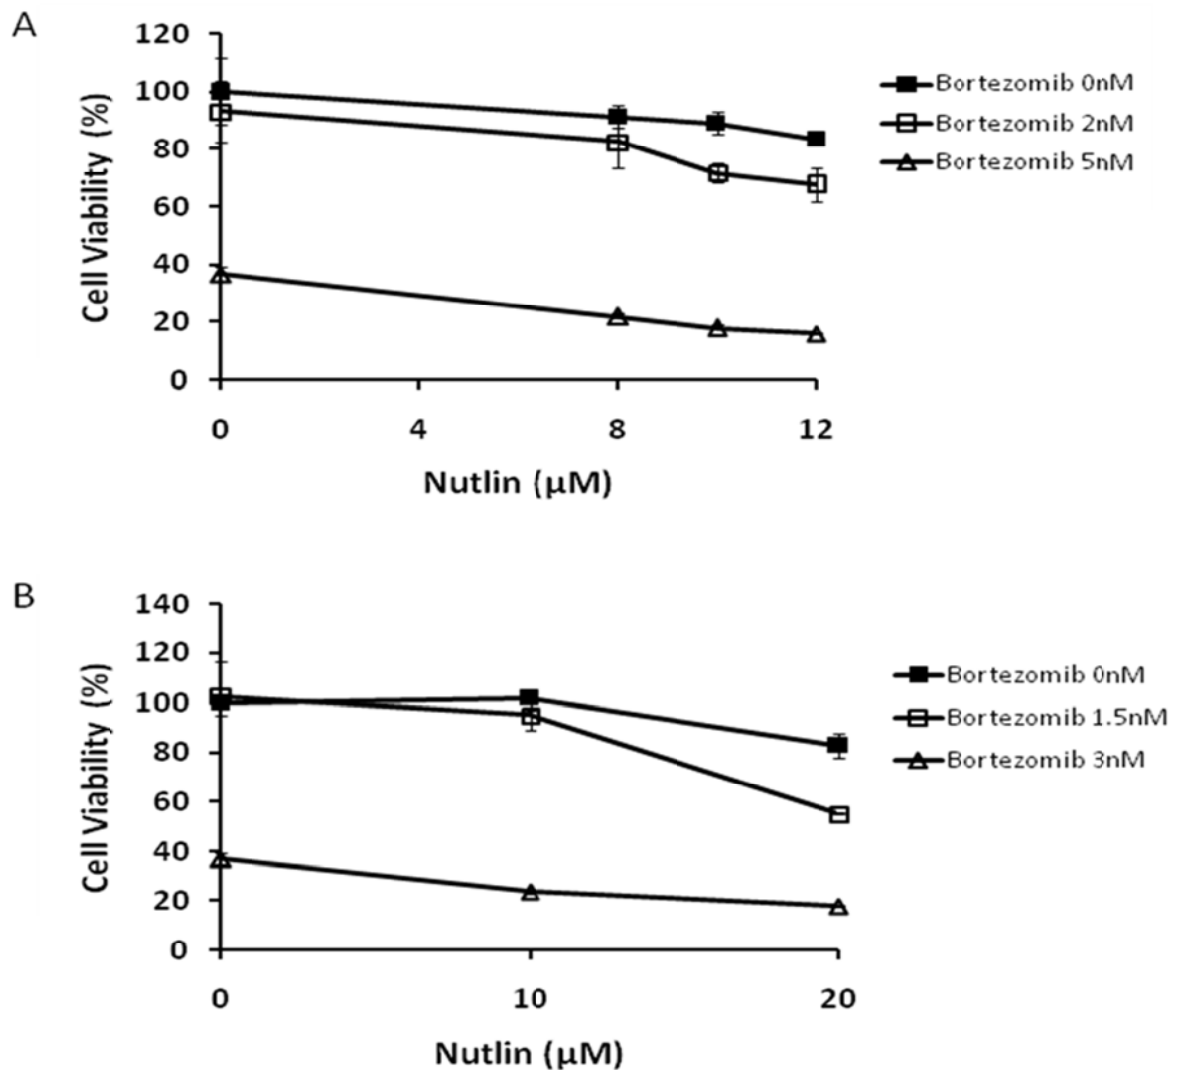 A
120
100
80
60
40
20
0
Cell Viability (%)
0 4 8 12
Nutlin (μM)
Bortezomib 0nM
Bortezomib 2nM
Bortezomib 5nM
B
140
120
100
80
60
40
20
0
Cell Viability (%)
0 10 20
Nutlin (μM)
Bortezomib 0nM
Bortezomib 1.5nM
Bortezomib 3nM